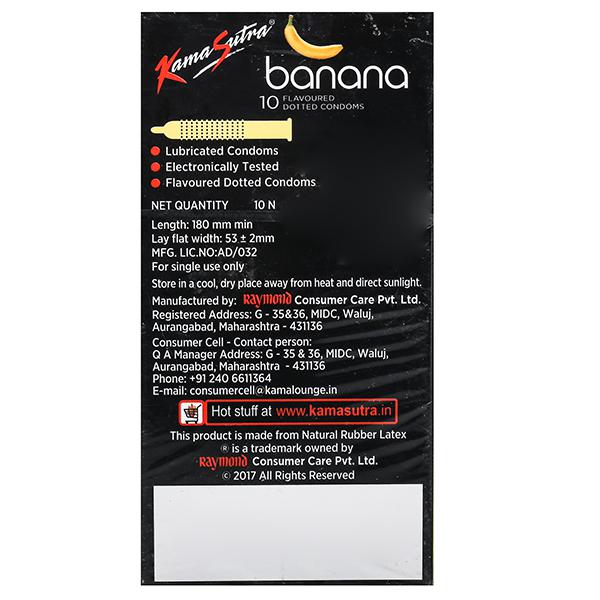 KamaSutra®
banana
10 FLAVOURED
DOTTED CONDOMS
Lubricated Condoms
Electronically Tested
Flavoured Dotted Condoms
NET QUANTITY 10 N
Length: 180 mm min
Lay flat width: 53 ± 2mm
MFG. LIC.NO:AD/032
For single use only
Store in a cool, dry place away from heat and direct sunlight.
Manufactured by: Raymond Consumer Care Pvt. Ltd.
Registered Address: G - 35&36, MIDC, Waluj,
Aurangabad, Maharashtra - 431136
Consumer Cell - Contact person:
Q A Manager Address: G - 35 & 36, MIDC, Waluj,
Aurangabad, Maharashtra - 431136
Phone: +91 240 6611364
E-mail: consumercell@kamalounge.in
Hot stuff at www.kamasutra.in
This product is made from Natural Rubber Latex
® is a trademark owned by
Raymond Consumer Care Pvt. Ltd.
© 2017 All Rights Reserved